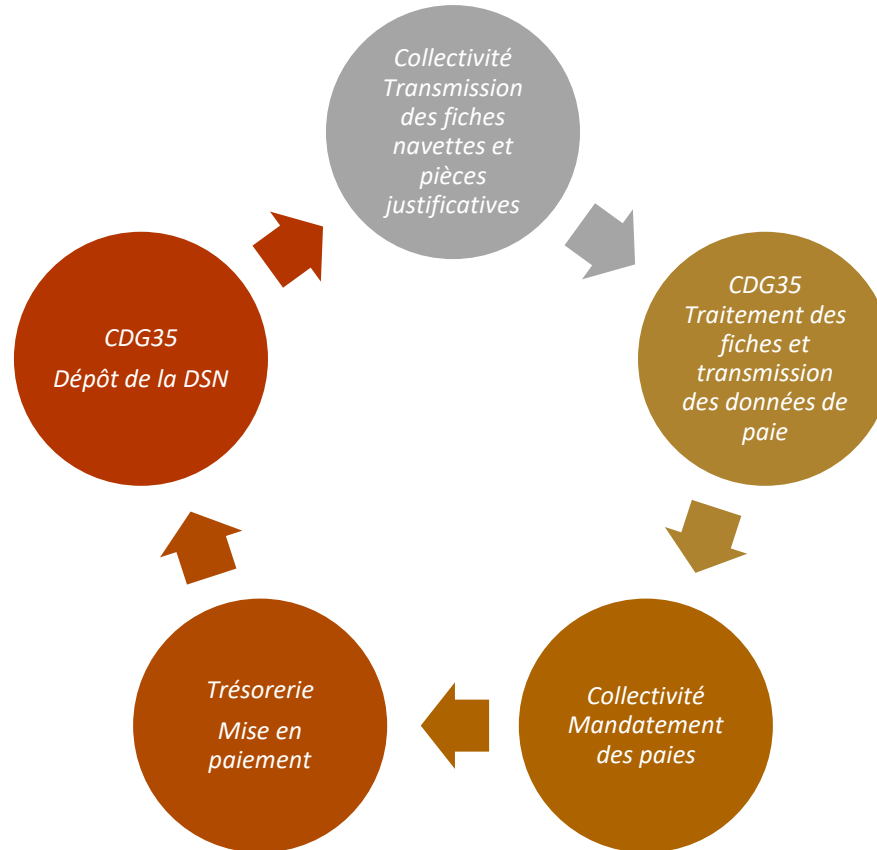 Collectivité
Transmission
des fiches
navettes et
pièces
justificatives
CDG35
Traitement des
fiches et
transmission
des données de
paie
Collectivité
Mandatement
des paies
Trésorerie
Mise en
paiement
CDG35
Dépôt de la DSN